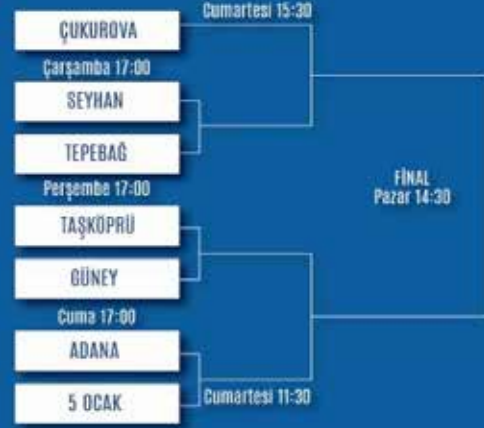 Cumartesi 15:30
ÇUKUROVA
Çarşamba 17:00
SEYHAN
TEPEBAĞ
Perşembe 17:00
FİNAL
Pazar 14:30
TAŞKÖPRÜ
GÜNEY
Cuma 17:00
ADANA
5 OCAK
Cumartesi 11:30